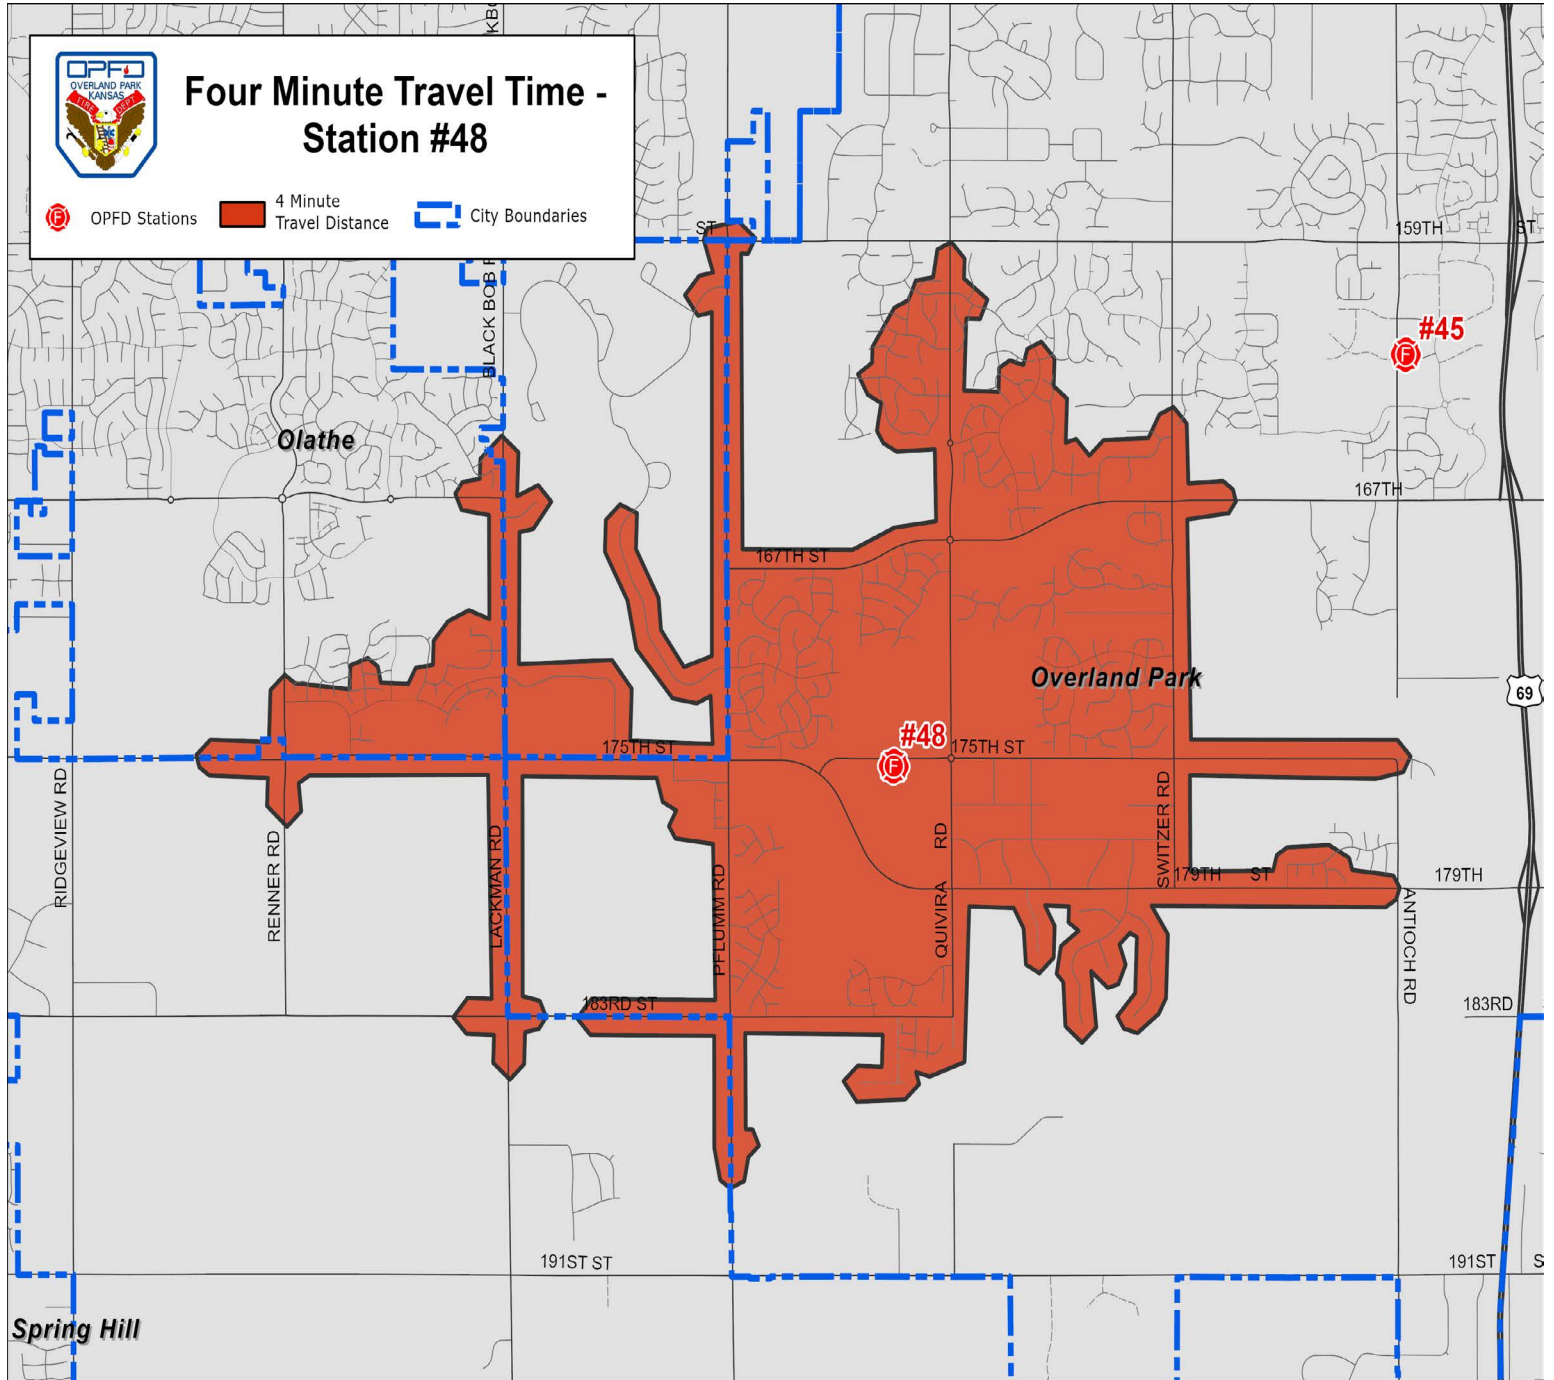 KBO
OPFD
OVERLAND PARK
KANSAS
FIRE DEPT
Four Minute Travel Time -
Station #48
F
OPFD Stations
4 Minute
Travel Distance
City Boundaries
ST
159TH
ST
BLACK BOB R
#45
F
Olathe
167TH
167TH ST
Overland Park
69
#48
F
175TH ST
175TH ST
RIDGEVIEW RD
RENNER RD
LACKMAN RD
PFLUMM RD
QUIVIRA RD
SWITZER RD
179TH ST
179TH
ANTIOCH RD
183RD ST
183RD
191ST ST
191ST S
Spring Hill